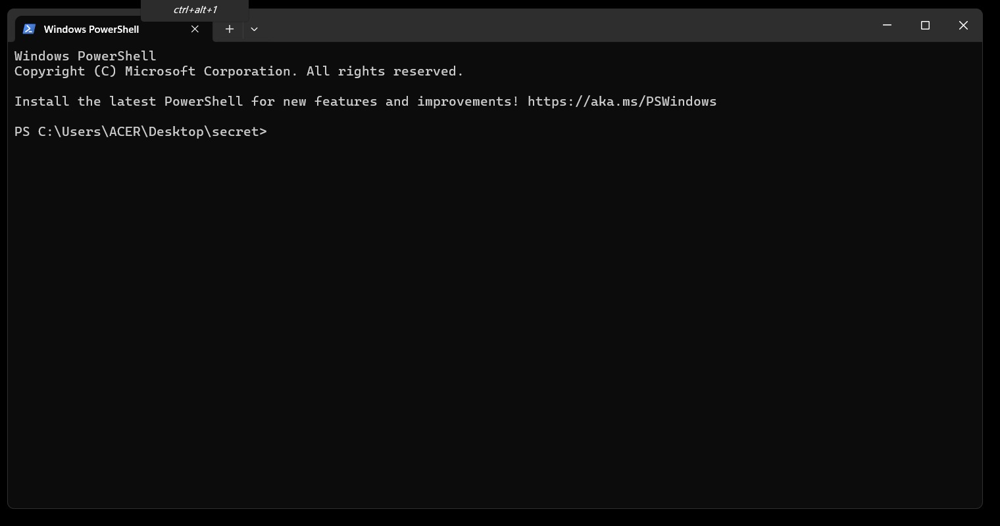 ctrl+alt+1
Windows PowerShell
Windows PowerShell
Copyright (C) Microsoft Corporation. All rights reserved.
Install the latest PowerShell for new features and improvements! https://aka.ms/PSWindows
PS C:\Users\ACER\Desktop\secret>